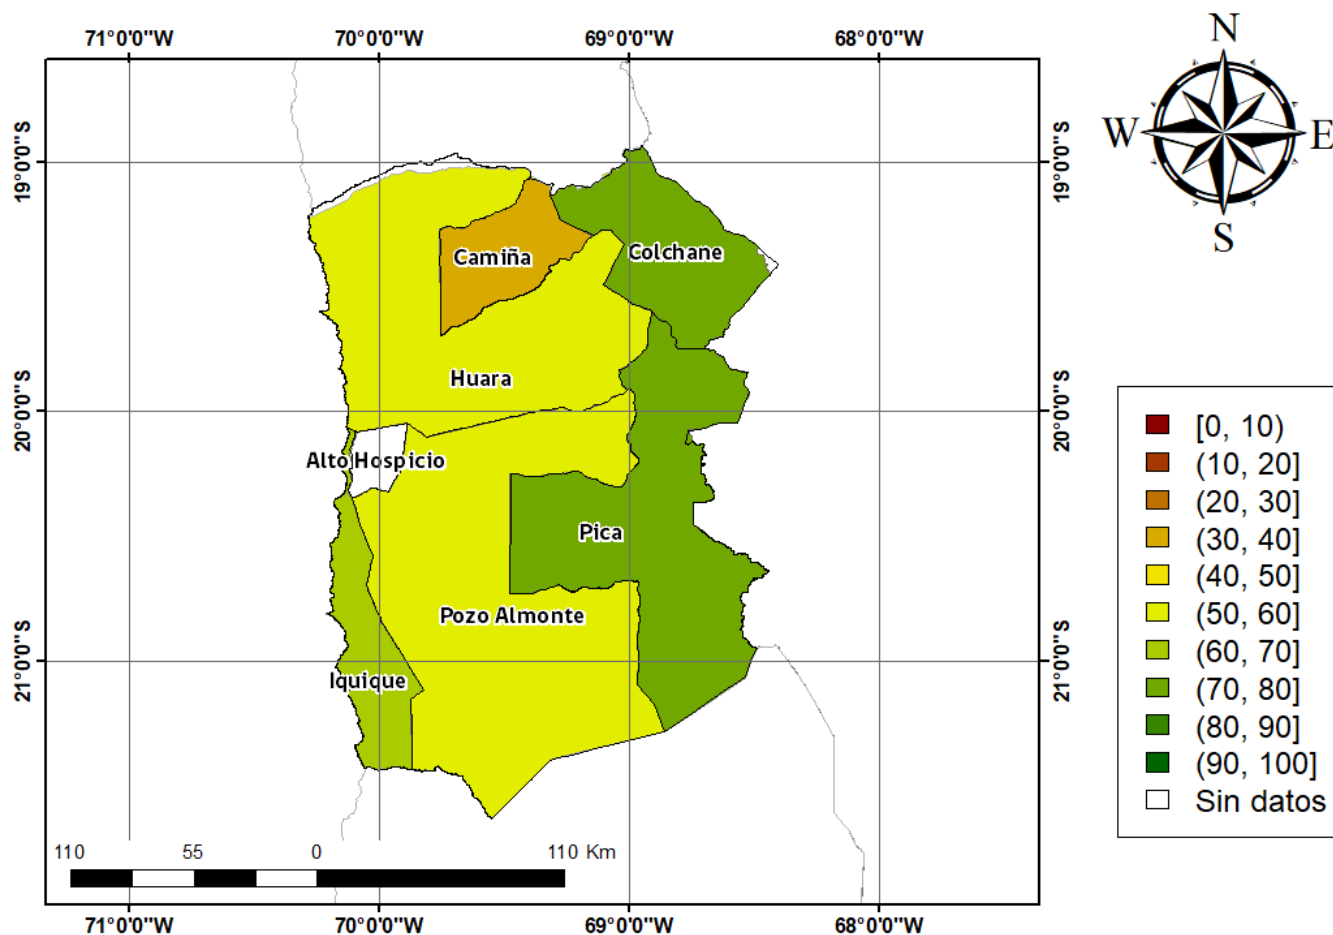 71°0'0"W 70°0'0"W 69°0'0"W 68°0'0"W
N
W E
S
19°0'0"S 19°0'0"S
Camiña
Colchane
Huara
20°0'0"S 20°0'0"S
Alto Hospicio
Pica
Pozo Almonte
21°0'0"S 21°0'0"S
Iquique
110 55 0 110 Km
71°0'0"W 70°0'0"W 69°0'0"W 68°0'0"W
[0, 10)
(10, 20]
(20, 30]
(30, 40]
(40, 50]
(50, 60]
(60, 70]
(70, 80]
(80, 90]
(90, 100]
Sin datos